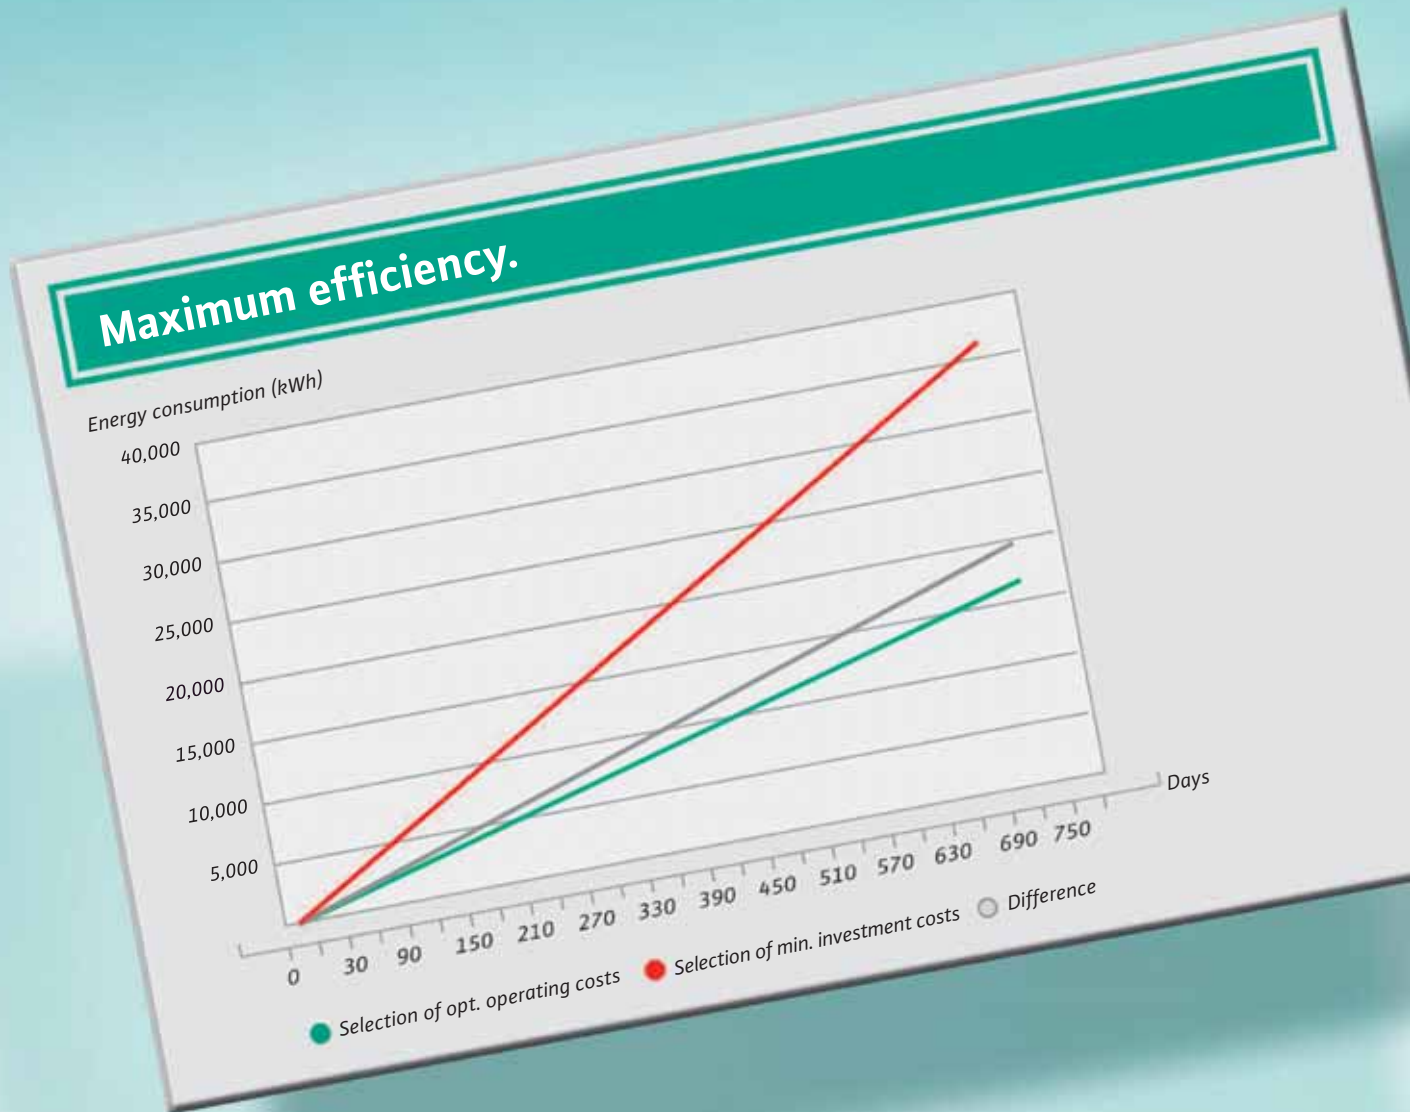 Maximum efficiency.
Energy consumption (kWh)
40,000
35,000
30,000
25,000
20,000
15,000
10,000
5,000
0 30 90 150 210 270 330 390 450 510 570 630 690 750 Days
Selection of opt. operating costs Selection of min. investment costs Difference